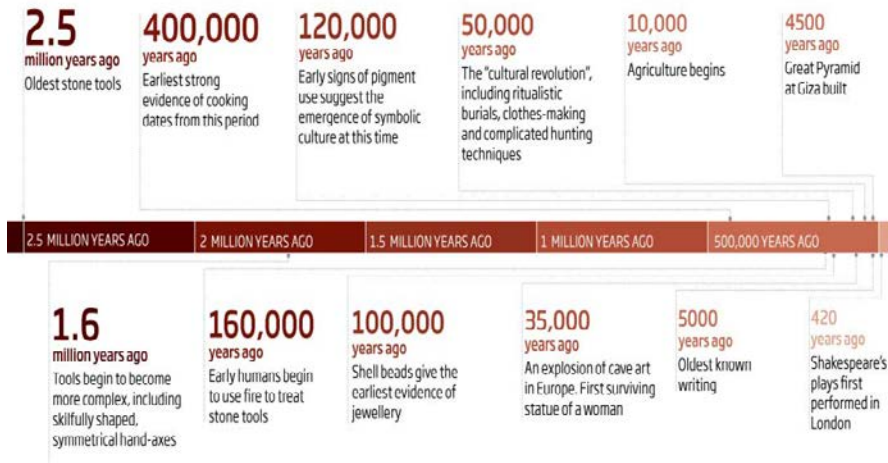 2.5
million years ago
Oldest stone tools
400,000
years ago
Earliest strong
evidence of cooking
dates from this period
120,000
years ago
Early signs of pigment
use suggest the
emergence of symbolic
culture at this time
50,000
years ago
The "cultural revolution",
including ritualistic
burials, clothes-making
and complicated hunting
techniques
10,000
years ago
Agriculture begins
4500
years ago
Great Pyramid
at Giza built
2.5 MILLION YEARS AGO
2 MILLION YEARS AGO
1.5 MILLION YEARS AGO
1 MILLION YEARS AGO
500,000 YEARS AGO
1.6
million years ago
Tools begin to become
more complex, including
skilfully shaped,
symmetrical hand-axes
160,000
years ago
Early humans begin
to use fire to treat
stone tools
100,000
years ago
Shell beads give the
earliest evidence of
jewellery
35,000
years ago
An explosion of cave art
in Europe. First surviving
statue of a woman
5000
years ago
Oldest known
writing
420
years ago
Shakespeare's
plays first
performed in
London